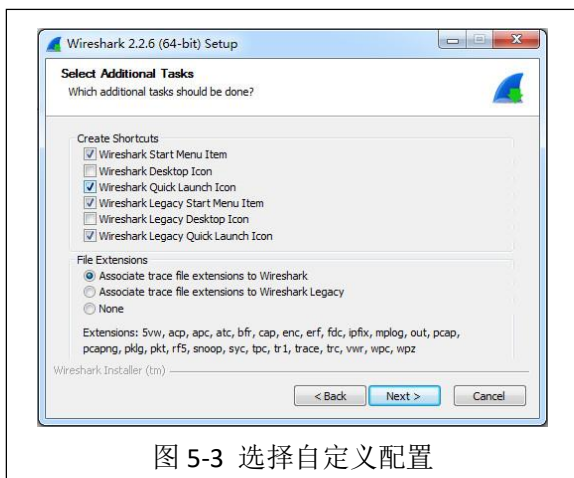 Wireshark 2.2.6 (64-bit) Setup
Select Additional Tasks
Which additional tasks should be done?
Create Shortcuts
Wireshark Start Menu Item
Wireshark Desktop Icon
Wireshark Quick Launch Icon
Wireshark Legacy Start Menu Item
Wireshark Legacy Desktop Icon
Wireshark Legacy Quick Launch Icon
File Extensions
Associate trace file extensions to Wireshark
Associate trace file extensions to Wireshark Legacy
None
Extensions: 5vw, acp, apc, atc, bfr, cap, enc, erf, fdc, ipfix, mplog, out, pcap,
pcapng, pklg, pkt, rf5, snoop, syc, tpc, tr1, trace, trc, vwr, wpc, wpz
Wireshark Installer (tm)
< Back Next > Cancel
图 5-3 选择自定义配置